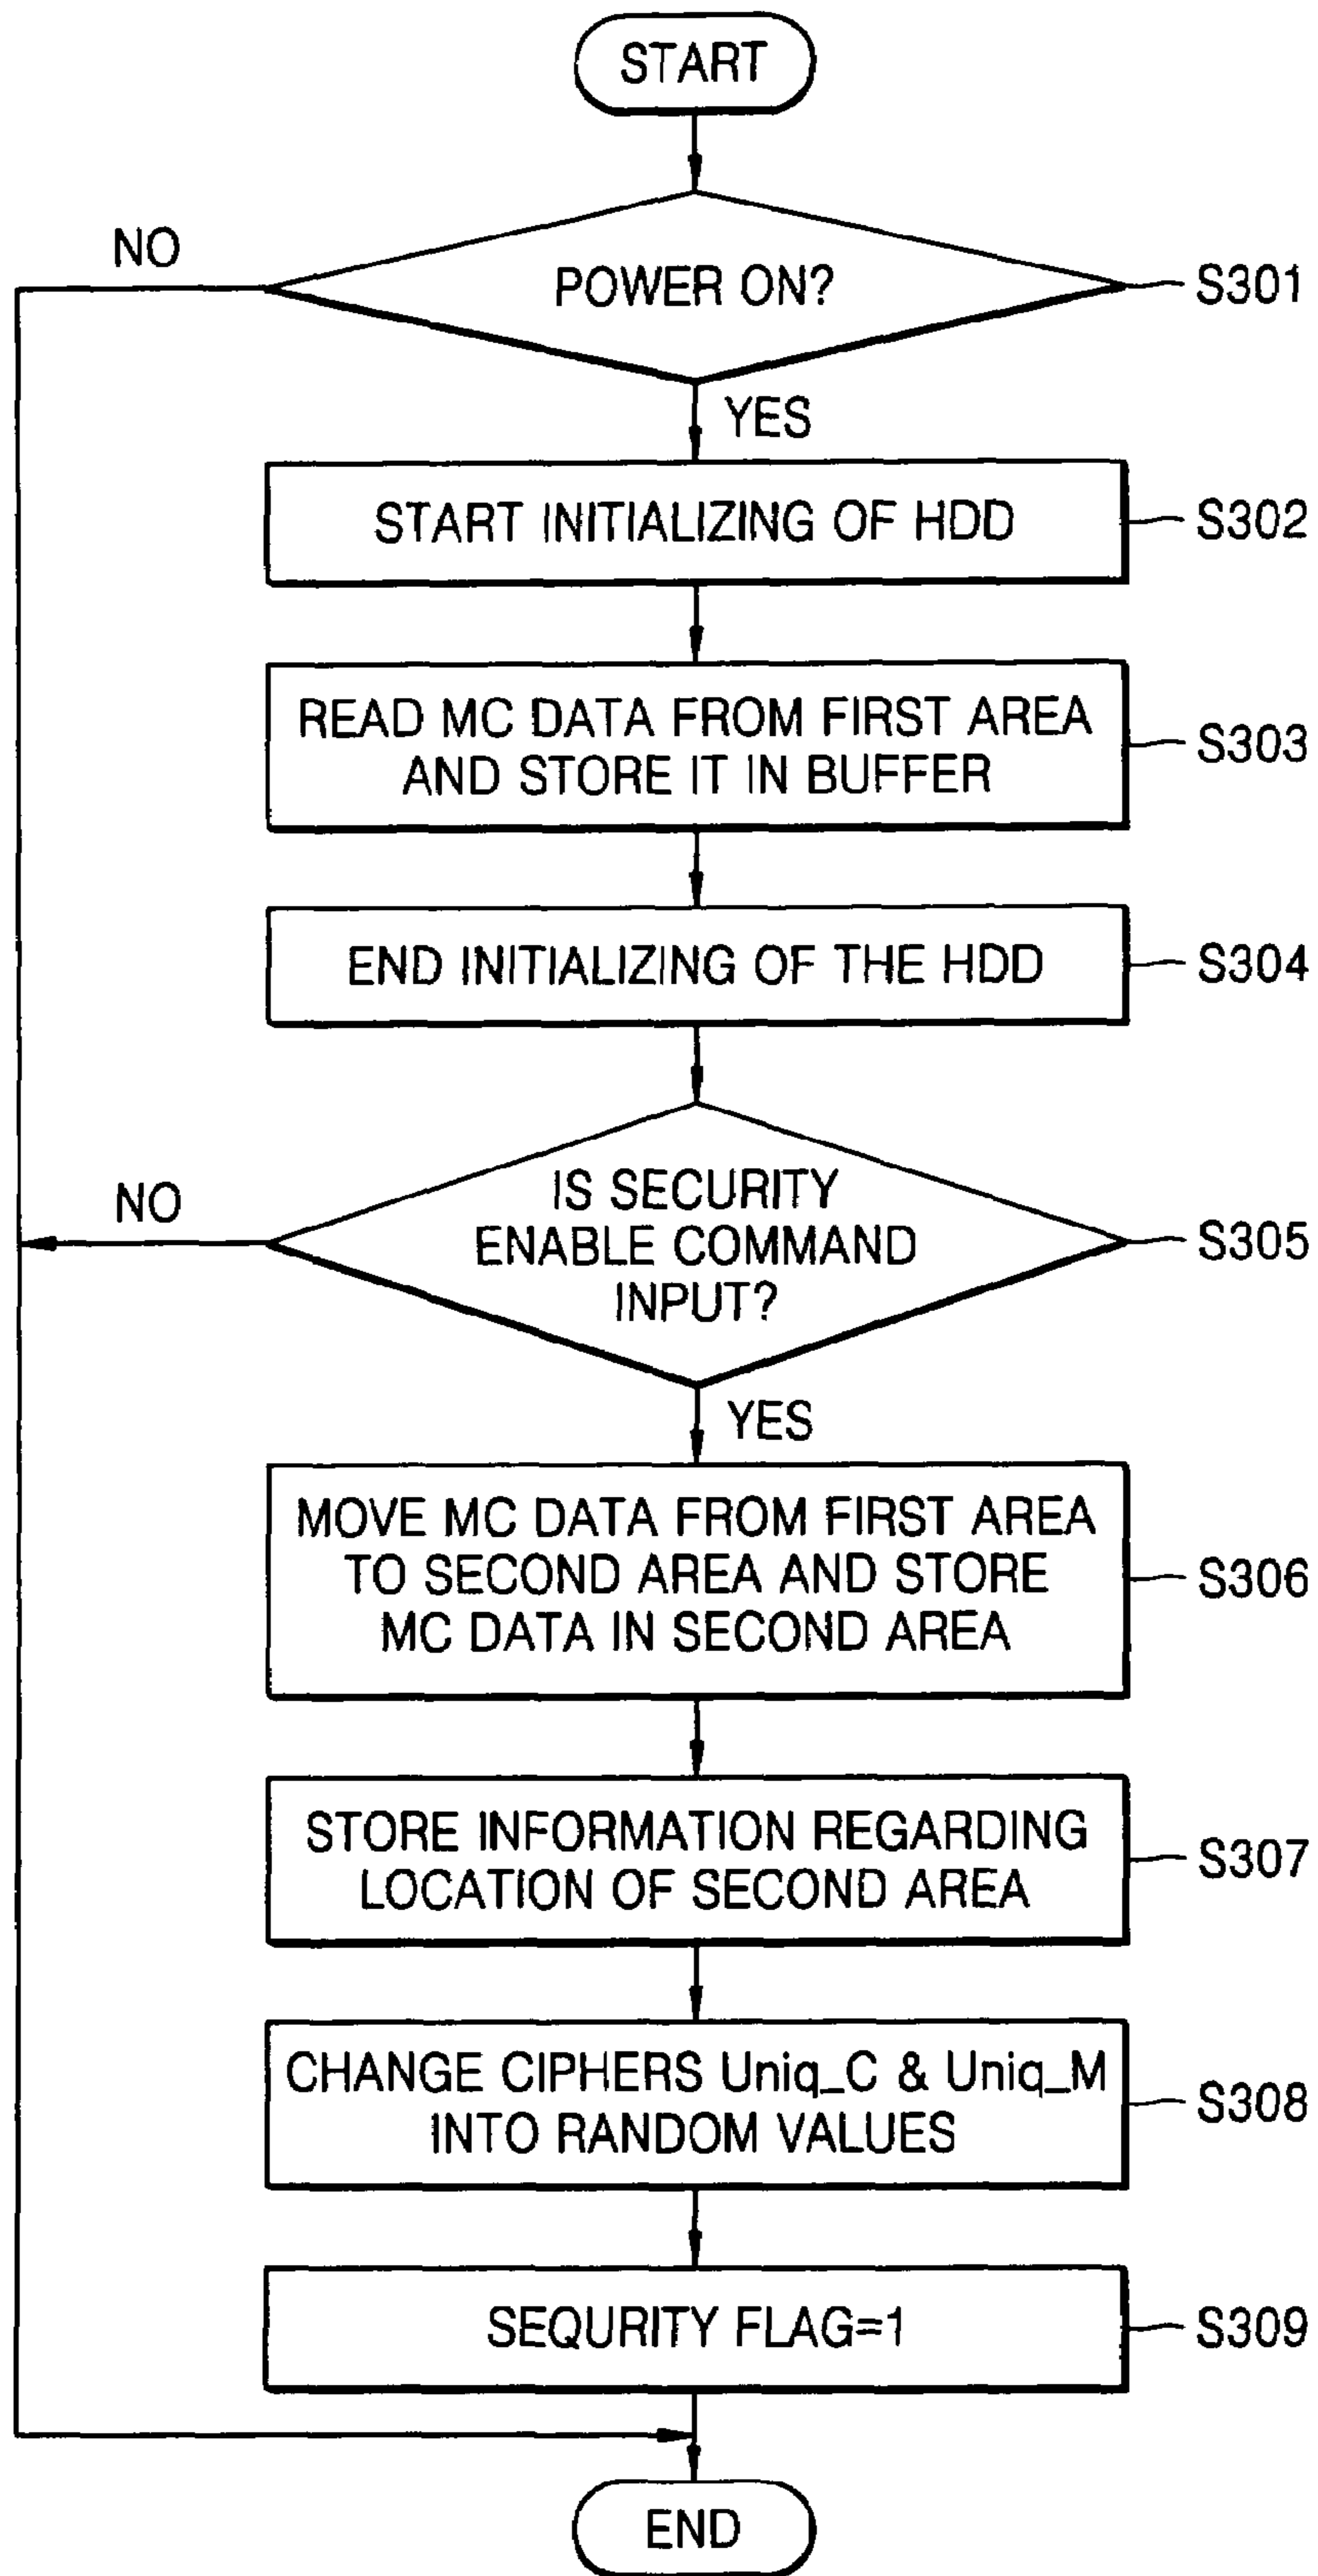 START
NO
POWER ON?
S301
YES
START INITIALIZING OF HDD
S302
READ MC DATA FROM FIRST AREA
AND STORE IT IN BUFFER
S303
END INITIALIZING OF THE HDD
S304
NO
IS SECURITY
ENABLE COMMAND
INPUT?
S305
YES
MOVE MC DATA FROM FIRST AREA
TO SECOND AREA AND STORE
MC DATA IN SECOND AREA
S306
STORE INFORMATION REGARDING
LOCATION OF SECOND AREA
S307
CHANGE CIPHERS Uniq_C & Uniq_M
INTO RANDOM VALUES
S308
SEQURITY FLAG=1
S309
END